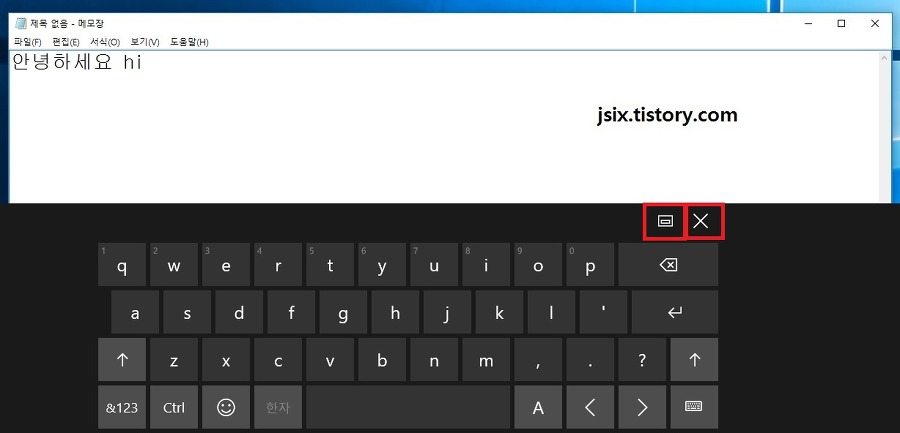 제목 없음 - 메모장
파일(F) 편집(E) 서식(O) 보기(V) 도움말(H)
안녕하세요 hi
jsix.tistory.com
1 2 3 4 5 6 7 8 9 0
q w e r t y u i o p
a s d f g h j k l '
z x c v b n m , . ?
&123 Ctrl 한자 A